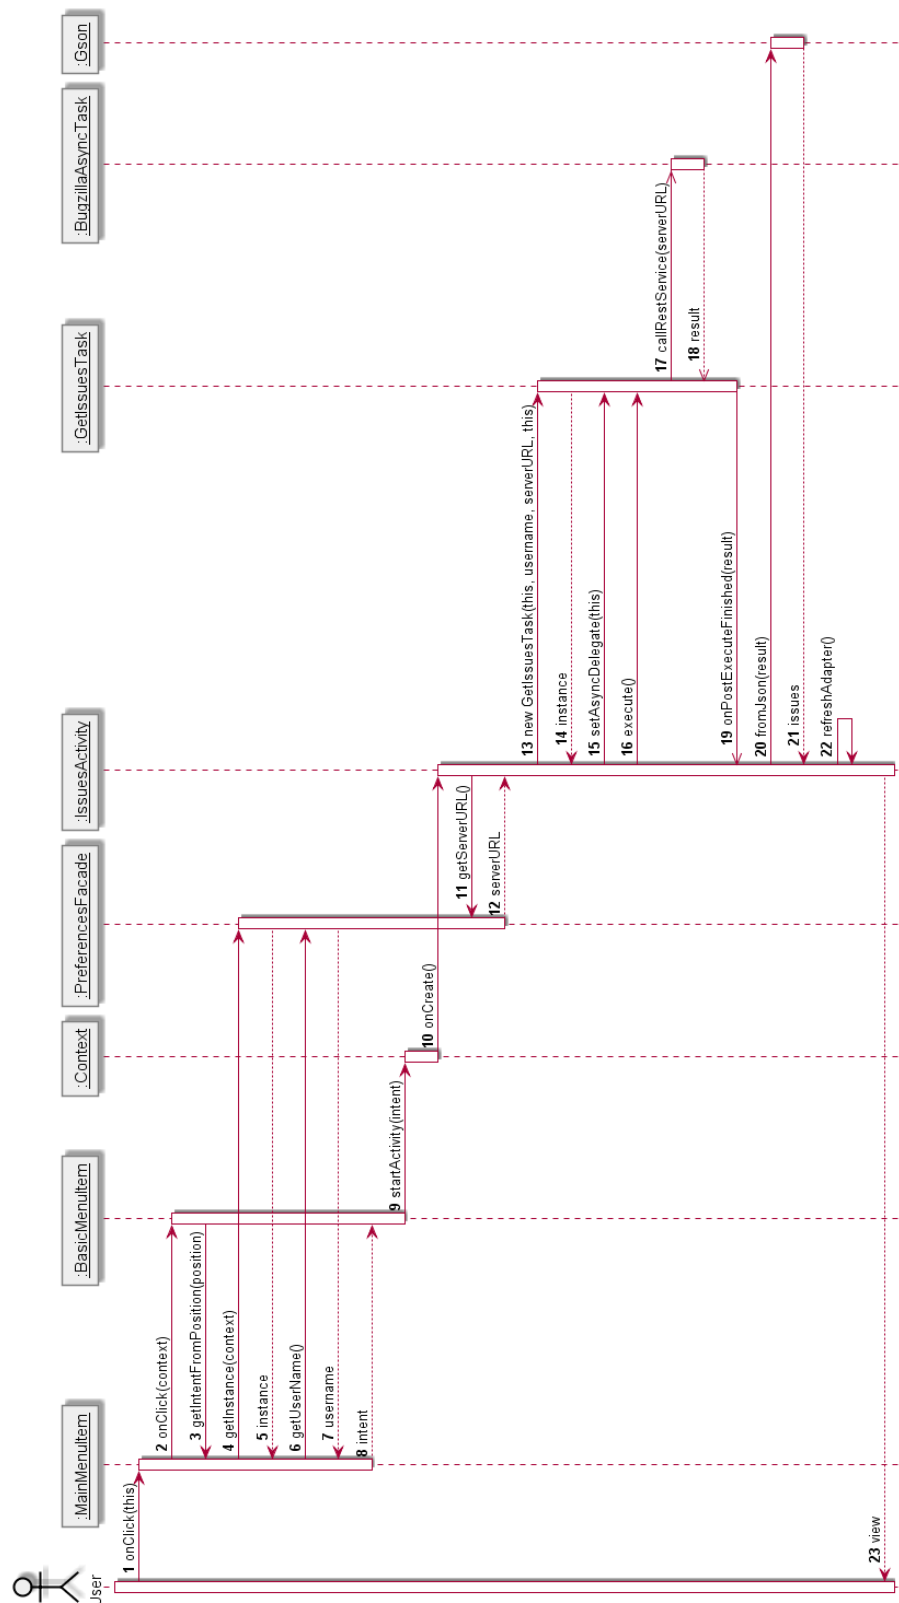 User
:MainMenuItem
:BasicMenuItem
:Context
:PreferencesFacade
:IssuesActivity
:GetIssuesTask
:BugzillaAsyncTask
:Gson
1 onClick(this)
2 onClick(context)
3 getIntentFromPosition(position)
4 getInstance(context)
5 instance
6 getUserName()
7 username
8 intent
9 startActivity(intent)
10 onCreate()
11 getServerURL()
12 serverURL
13 new GetIssuesTask(this, username, serverURL, this)
14 instance
15 setAsyncDelegate(this)
16 execute()
17 callRestService(serverURL)
18 result
19 onPostExecuteFinished(result)
20 fromJson(result)
21 issues
22 refreshAdapter()
23 view